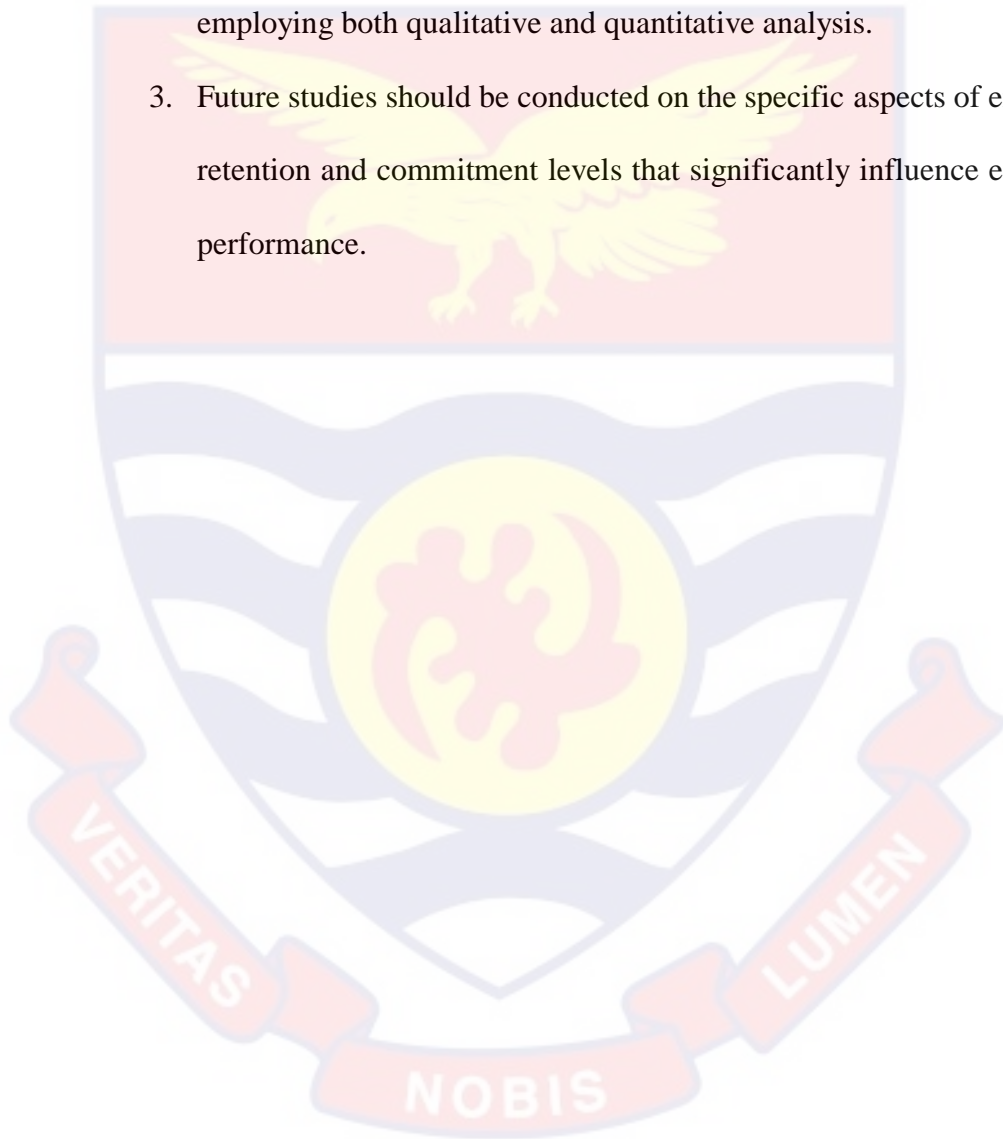 employing both qualitative and quantitative analysis.
3. Future studies should be conducted on the specific aspects of e
retention and commitment levels that significantly influence e
performance.
VERITAS
NOBIS
LUMEN